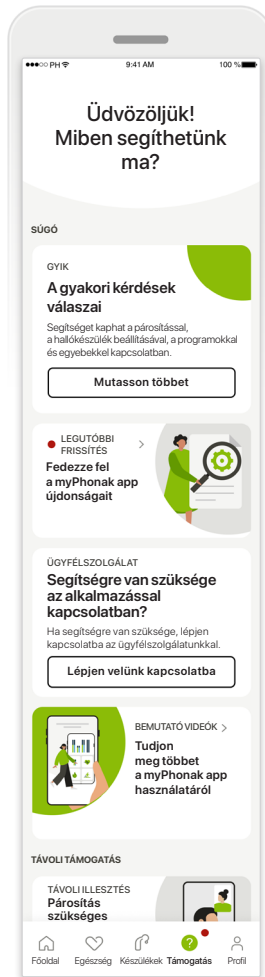 PH
9:41 AM
100 %
Üdvözöljük!
Miben segíthetünk
ma?
SÚGÓ
GYIK
A gyakori kérdések
válaszai
Segítséget kaphat a párosítással,
a hallókészülék beállításával, a programokkal
és egyebekkel kapcsolatban.
Mutasson többet
LEGUTÓBBI
FRISSÍTÉS
Fedezze fel
a myPhonak app
újdonságait
ÜGYFÉLSZOLGÁLAT
Segítségre van szüksége
az alkalmazással
kapcsolatban?
Ha segítségre van szüksége, lépjen
kapcsolatba az ügyfélszolgálatunkkal.
Lépjen velünk kapcsolatba
BEMUTATÓ VIDEÓK
Tudjon
meg többet
a myPhonak app
használatáról
TÁVOLI TÁMOGATÁS
TÁVOLI ILLESZTÉS
Párosítás
szükséges
Főoldal Egészség Készülékek Támogatás Profil